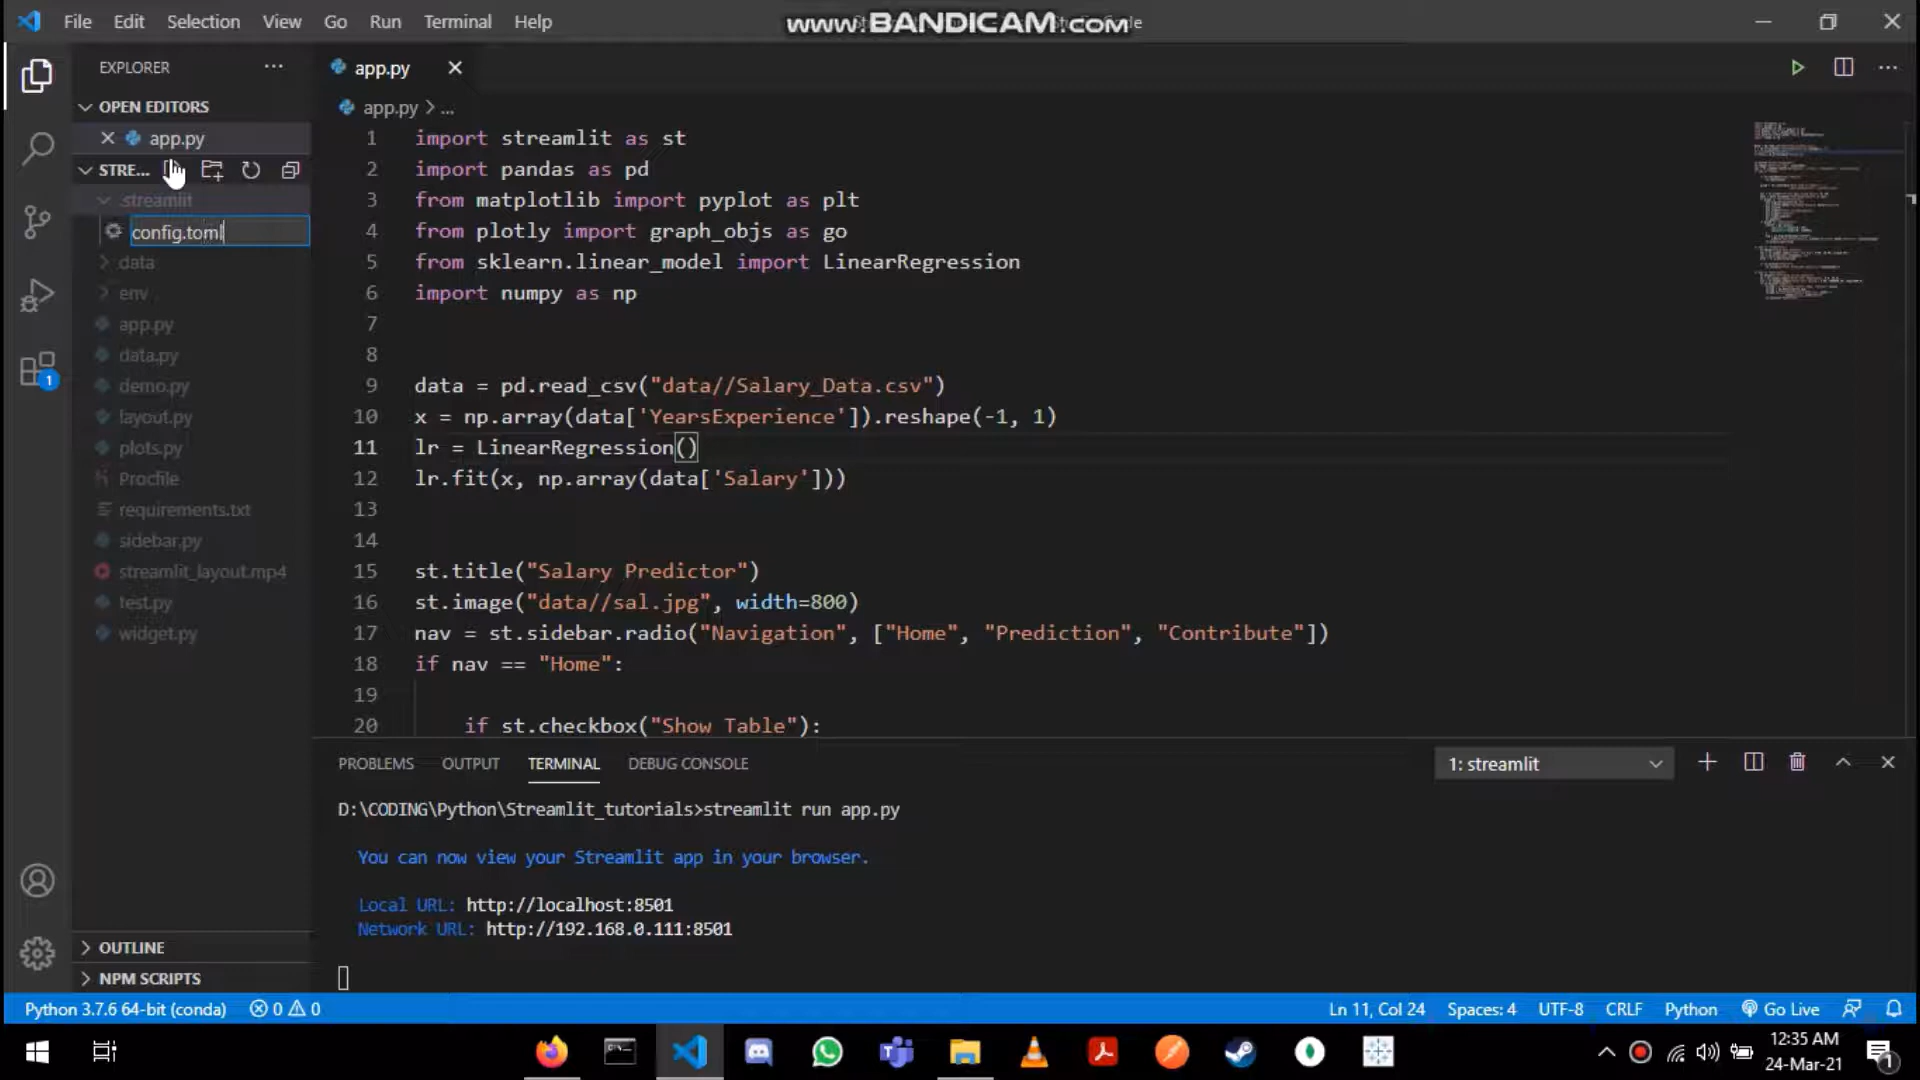 File Edit Selection View Go Run Terminal Help
www.BANDICAM.com
EXPLORER
OPEN EDITORS
app.py
STRE...
.streamlit
config.toml
data
env
app.py
data.py
demo.py
layout.py
plots.py
Procfile
requirements.txt
sidebar.py
streamlit_layout.mp4
test.py
widget.py
OUTLINE
NPM SCRIPTS
app.py
app.py > ...
1 import streamlit as st
2 import pandas as pd
3 from matplotlib import pyplot as plt
4 from plotly import graph_objs as go
5 from sklearn.linear_model import LinearRegression
6 import numpy as np
7
8
9 data = pd.read_csv("data//Salary_Data.csv")
10 x = np.array(data['YearsExperience']).reshape(-1, 1)
11 lr = LinearRegression()
12 lr.fit(x, np.array(data['Salary']))
13
14
15 st.title("Salary Predictor")
16 st.image("data//sal.jpg", width=800)
17 nav = st.sidebar.radio("Navigation", ["Home", "Prediction", "Contribute"])
18 if nav == "Home":
19
20 if st.checkbox("Show Table"):
PROBLEMS OUTPUT TERMINAL DEBUG CONSOLE 1: streamlit
D:\CODING\Python\Streamlit_tutorials>streamlit run app.py
You can now view your Streamlit app in your browser.
Local URL: http://localhost:8501
Network URL: http://192.168.0.111:8501
Python 3.7.6 64-bit (conda) 0 0 Ln 11, Col 24 Spaces: 4 UTF-8 CRLF Python Go Live
12:35 AM
24-Mar-21
1
1